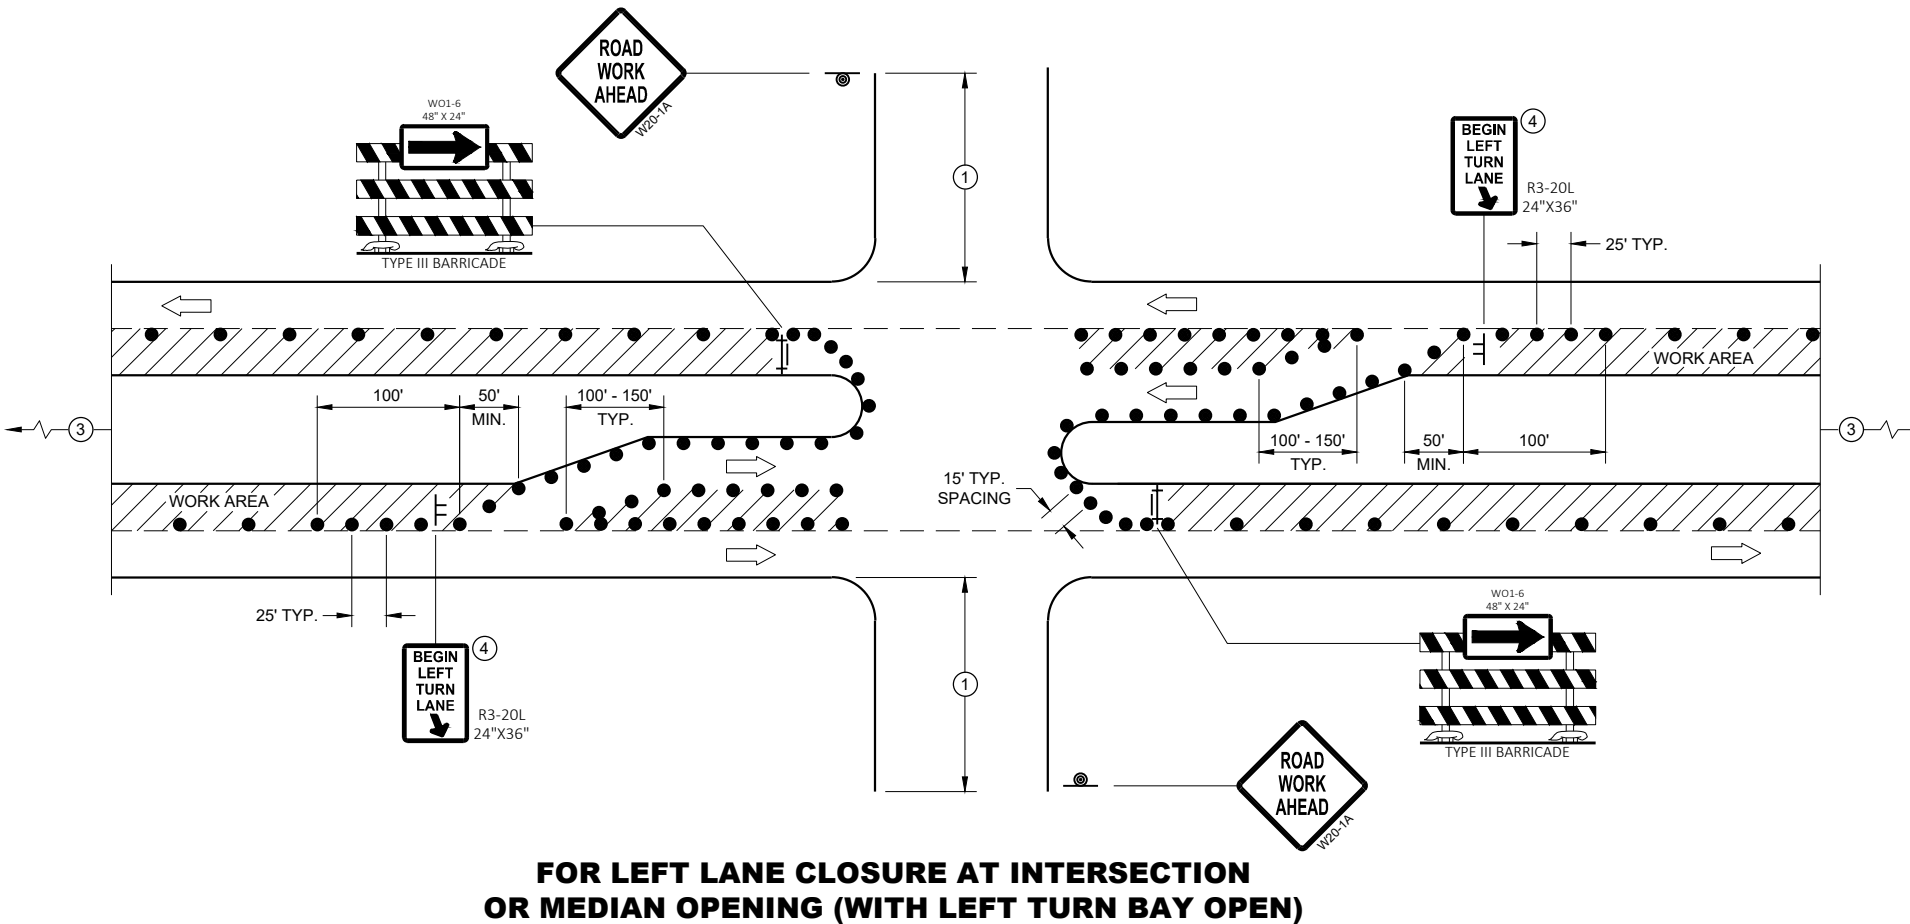 ROAD
WORK
AHEAD
W20-1A
WO1-6
48" X 24"
TYPE III BARRICADE
1
BEGIN
LEFT
TURN
LANE
4
R3-20L
24"X36"
25' TYP.
WORK AREA
100'
50'
MIN.
100' - 150'
TYP.
3
100' - 150'
TYP.
50'
MIN.
100'
3
WORK AREA
15' TYP.
SPACING
25' TYP.
BEGIN
LEFT
TURN
LANE
4
R3-20L
24"X36"
1
WO1-6
48" X 24"
TYPE III BARRICADE
ROAD
WORK
AHEAD
W20-1A
FOR LEFT LANE CLOSURE AT INTERSECTION
OR MEDIAN OPENING (WITH LEFT TURN BAY OPEN)